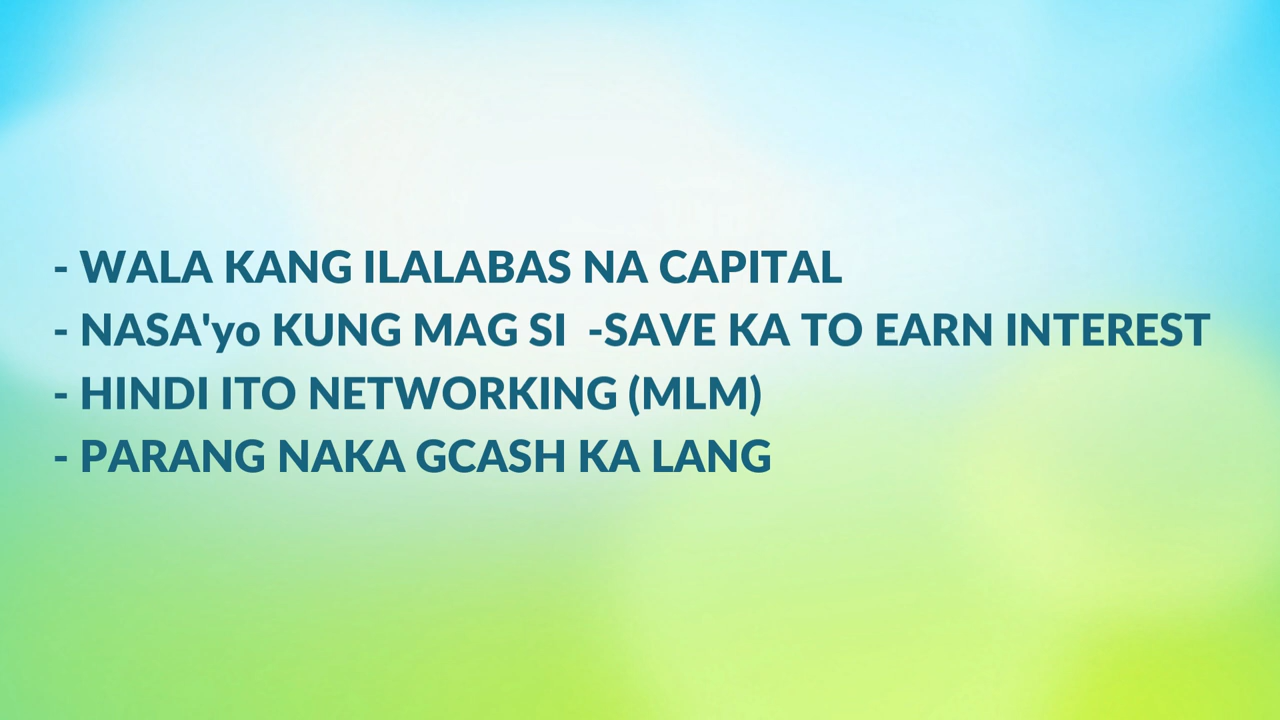 - WALA KANG ILALABAS NA CAPITAL
- NASA'yo KUNG MAG SI  -SAVE KA TO EARN INTEREST
- HINDI ITO NETWORKING (MLM)
- PARANG NAKA GCASH KA LANG